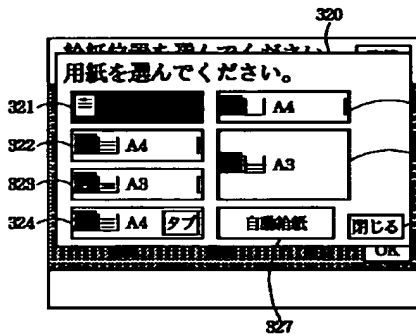 320
給紙位置を選んでください
用紙を選んでください。
321
A4
322 A4
A3
323 A3
324 A4 タブ
自動給紙
閉じる
OK
327